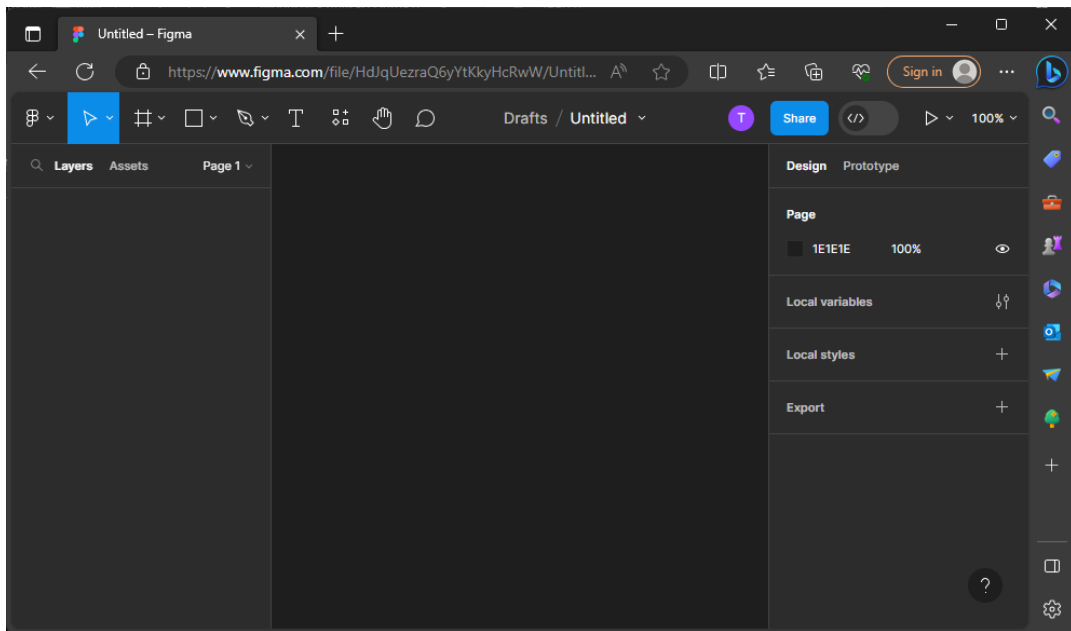 Untitled – Figma
https://www.figma.com/file/HdJqUezraQ6yYtKkyHcRwW/Untitl...
Sign in
Drafts / Untitled
T
Share
100%
Layers
Assets
Page 1
Design
Prototype
Page
1E1E1E
100%
Local variables
Local styles
Export
?